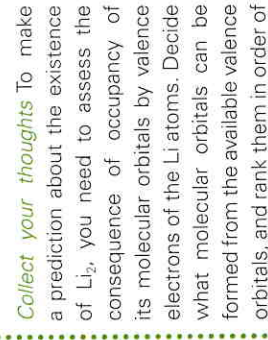 Collect your thoughts To make
a prediction about the existence
of Li₂, you need to assess the
consequence of occupancy of
its molecular orbitals by valence
electrons of the Li atoms. Decide
what molecular orbitals can be
formed from the available valence
orbitals, and rank them in order of